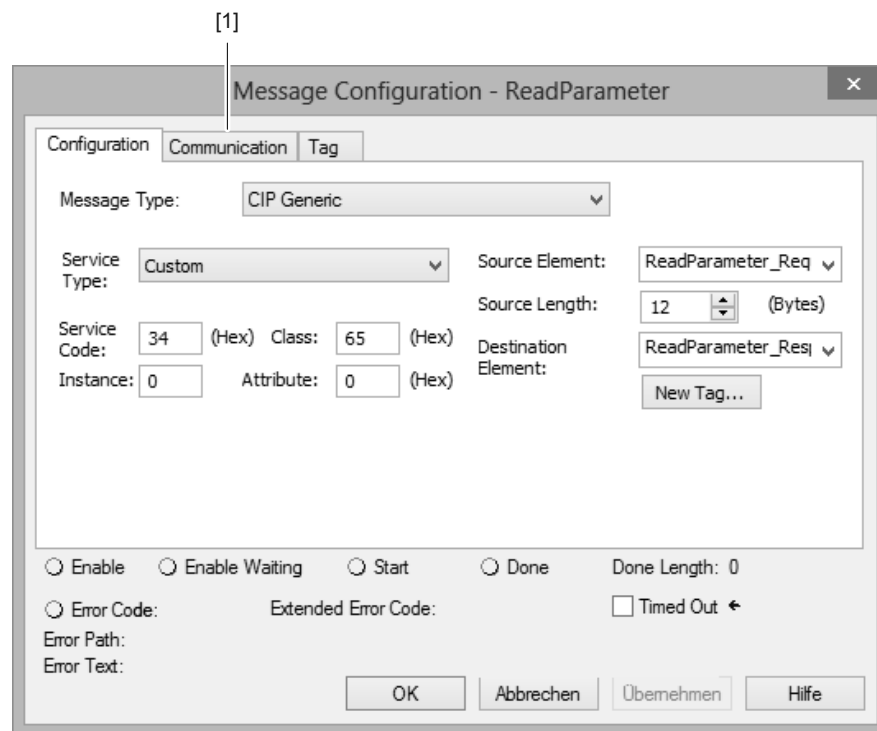 [1]
Message Configuration - ReadParameter
Configuration Communication Tag
Message Type: CIP Generic
Service Type: Custom
Source Element: ReadParameter_Req
Source Length: 12 (Bytes)
Service Code: 34 (Hex) Class: 65 (Hex)
Destination Element: ReadParameter_Resp
Instance: 0 Attribute: 0 (Hex)
New Tag...
Enable Enable Waiting Start Done Done Length: 0
Error Code: Extended Error Code: Timed Out
Error Path:
Error Text:
OK Abbrechen Übernehmen Hilfe